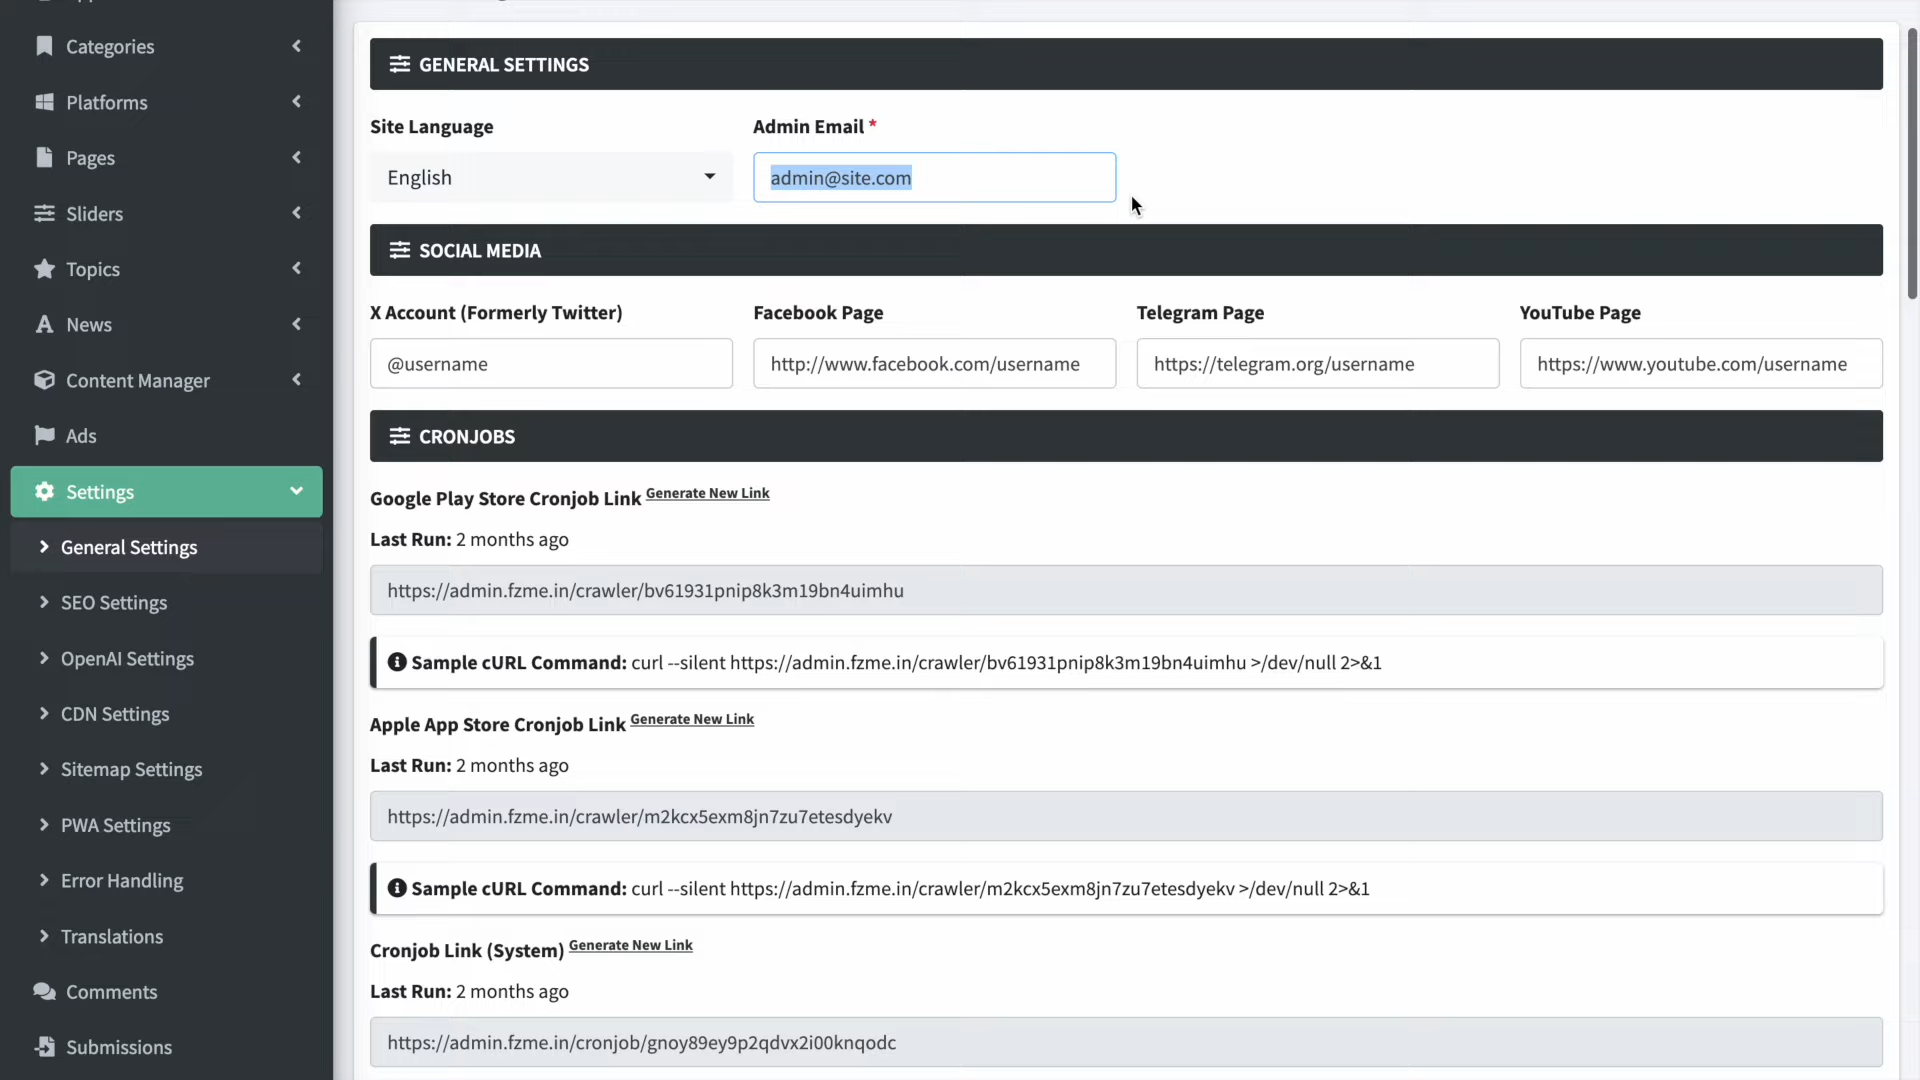 Categories
Platforms
Pages
Sliders
Topics
News
Content Manager
Ads
Settings
General Settings
SEO Settings
OpenAI Settings
CDN Settings
Sitemap Settings
PWA Settings
Error Handling
Translations
Comments
Submissions
GENERAL SETTINGS
Site Language
Admin Email *
English
admin@site.com
SOCIAL MEDIA
X Account (Formerly Twitter)
Facebook Page
Telegram Page
YouTube Page
@username
http://www.facebook.com/username
https://telegram.org/username
https://www.youtube.com/username
CRONJOBS
Google Play Store Cronjob Link Generate New Link
Last Run: 2 months ago
https://admin.fzme.in/crawler/bv61931pnip8k3m19bn4uimhu
Sample cURL Command: curl --silent https://admin.fzme.in/crawler/bv61931pnip8k3m19bn4uimhu >/dev/null 2>&1
Apple App Store Cronjob Link Generate New Link
Last Run: 2 months ago
https://admin.fzme.in/crawler/m2kcx5exm8jn7zu7etesdyekv
Sample cURL Command: curl --silent https://admin.fzme.in/crawler/m2kcx5exm8jn7zu7etesdyekv >/dev/null 2>&1
Cronjob Link (System) Generate New Link
Last Run: 2 months ago
https://admin.fzme.in/cronjob/gnoy89ey9p2qdvx2i00knqodc